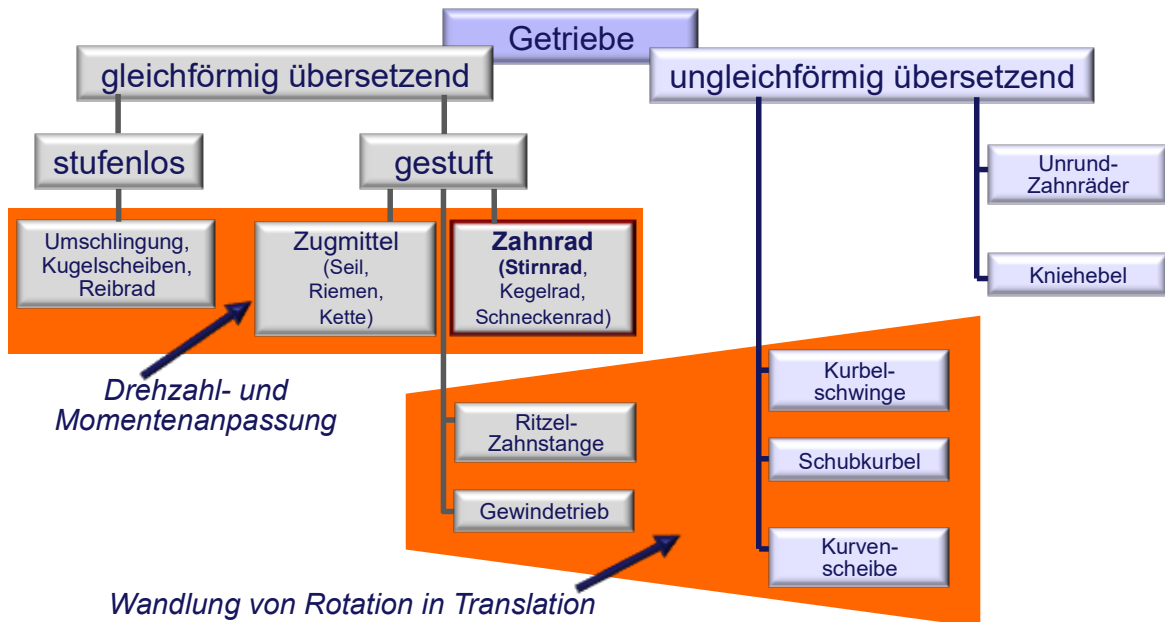 Getriebe
gleichförmig übersetzend
ungleichförmig übersetzend
stufenlos
gestuft
Unrund-
Zahnräder
Umschlingung,
Kugelscheiben,
Reibrad
Zugmittel
(Seil,
Riemen,
Kette)
Zahnrad
(Stirnrad,
Kegelrad,
Schneckenrad)
Kniehebel
Drehzahl- und
Momentenanpassung
Kurbel-
schwinge
Ritzel-
Zahnstange
Schubkurbel
Gewindetrieb
Kurven-
scheibe
Wandlung von Rotation in Translation